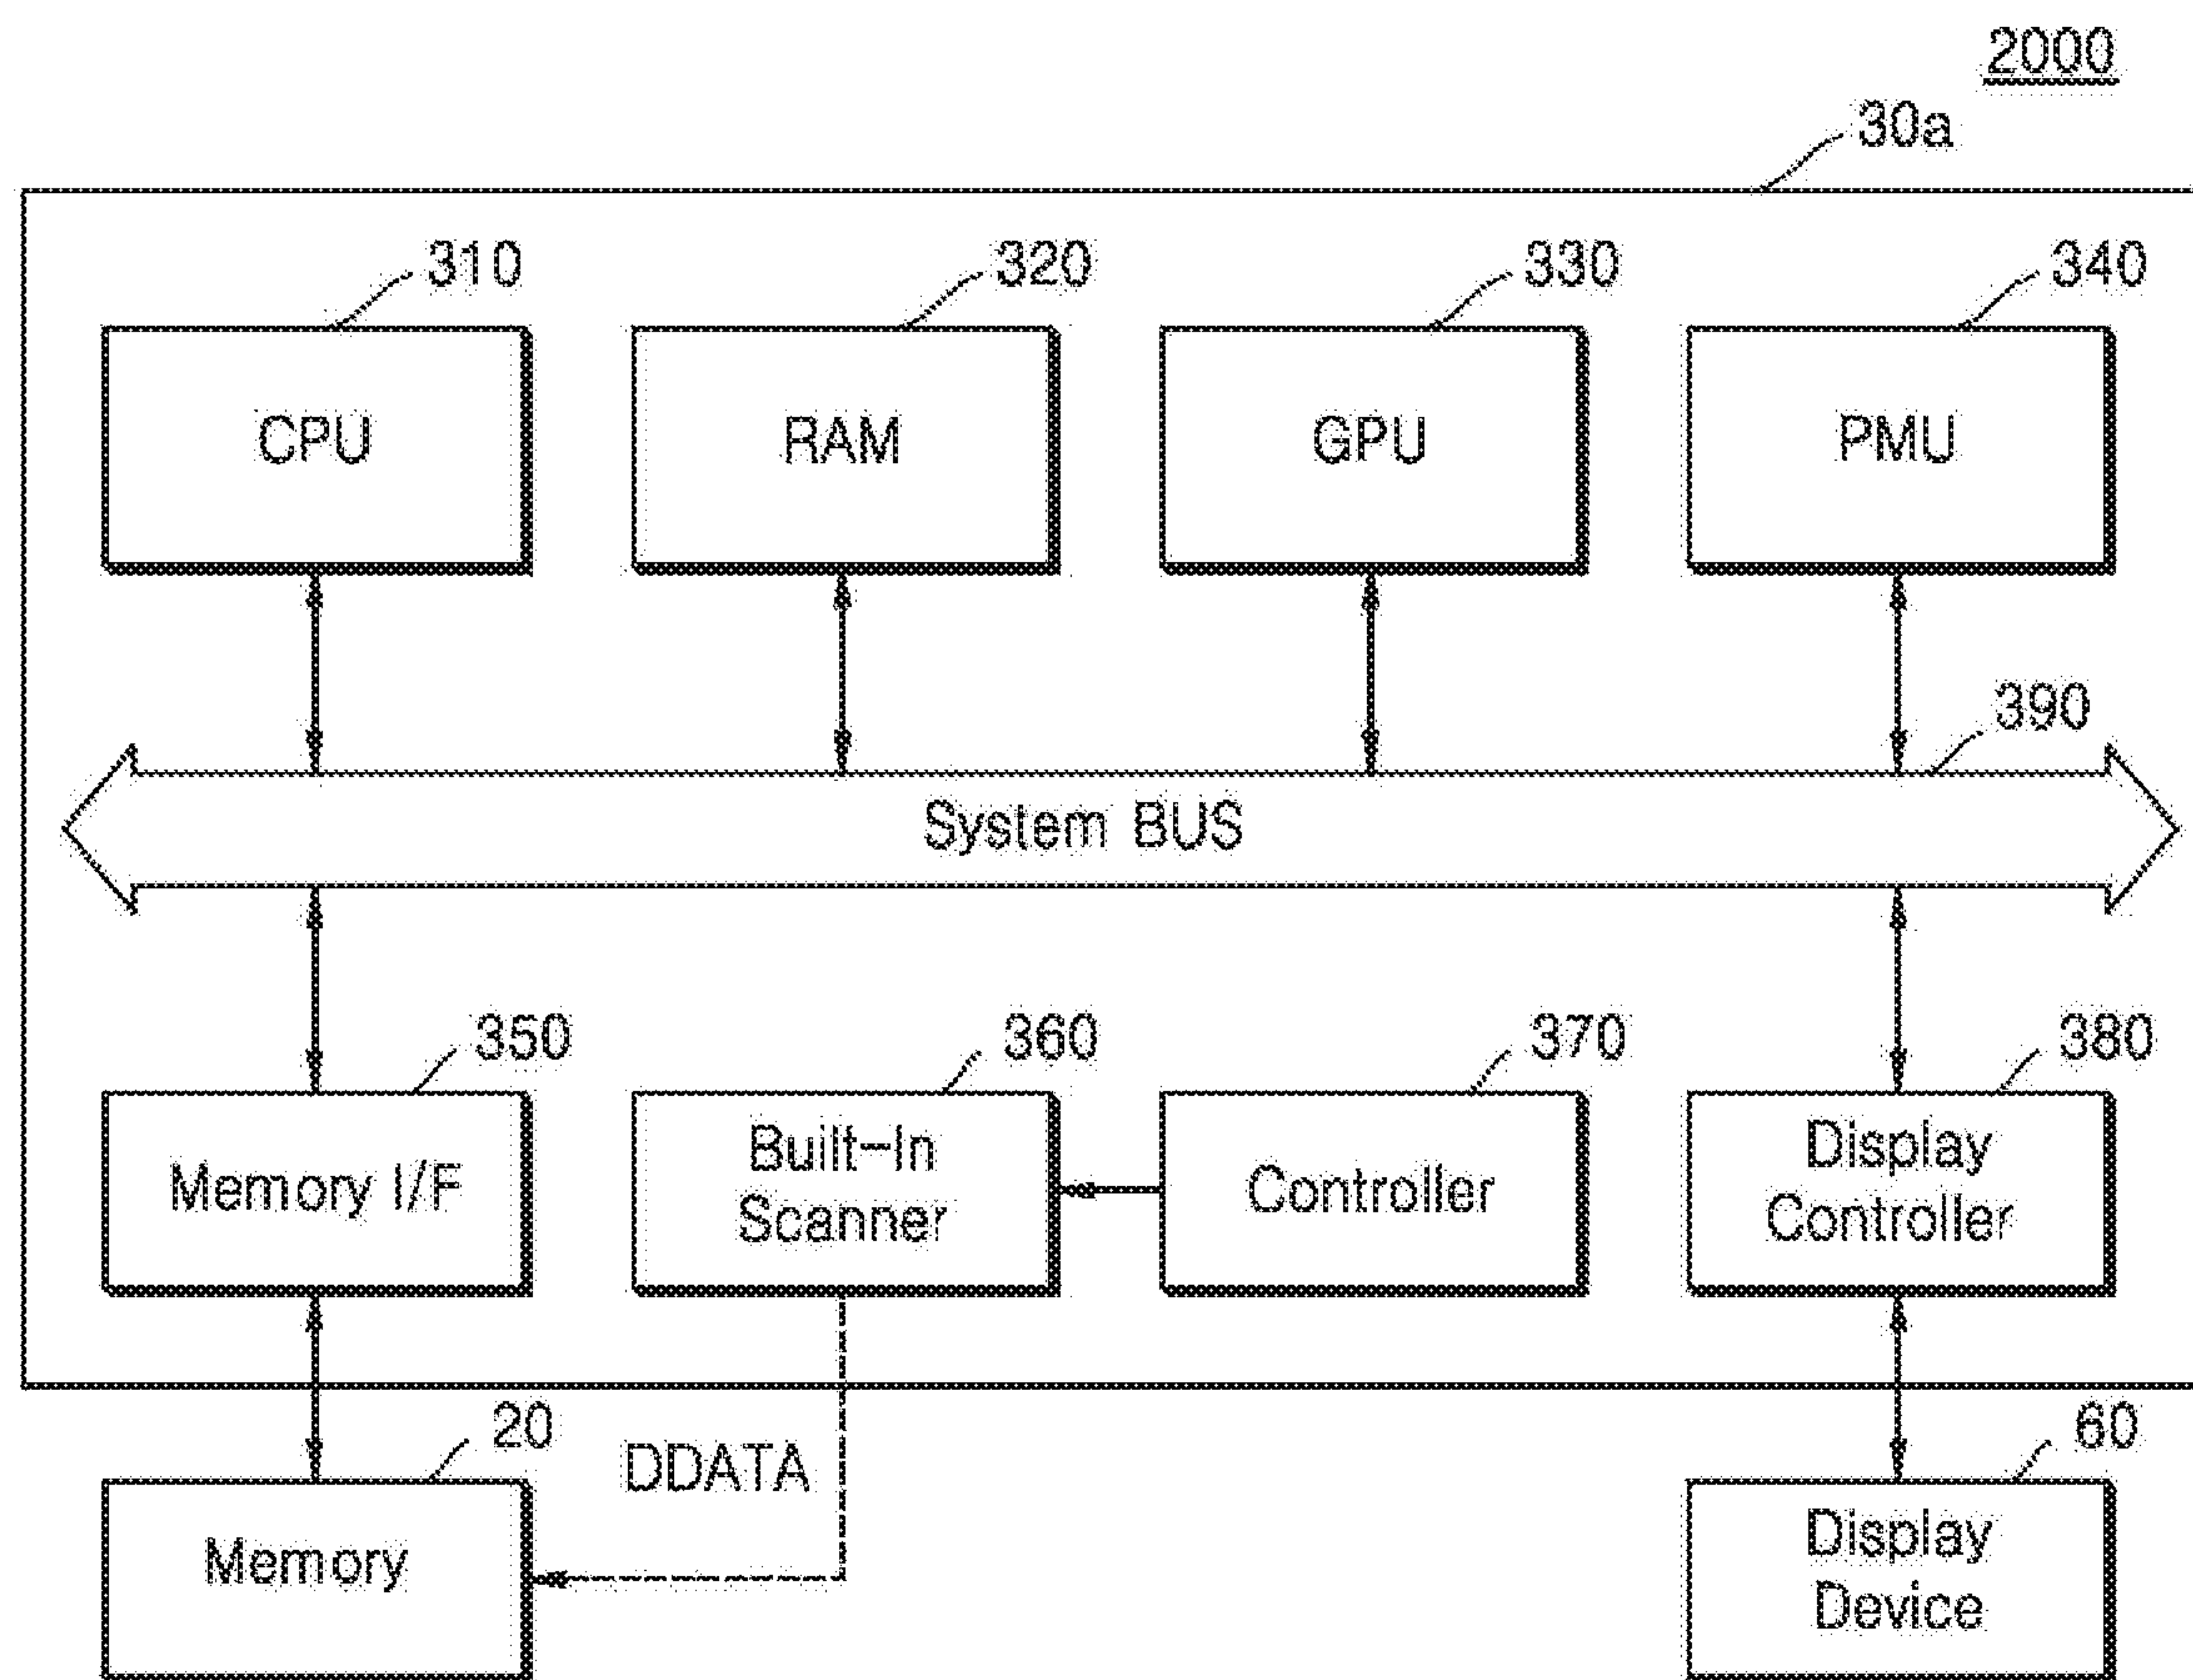 2000
30a
310
320
330
340
CPU
RAM
GPU
PMU
390
System BUS
350
360
370
380
Memory I/F
Built-In
Scanner
Controller
Display
Controller
20
DDATA
60
Memory
Display
Device